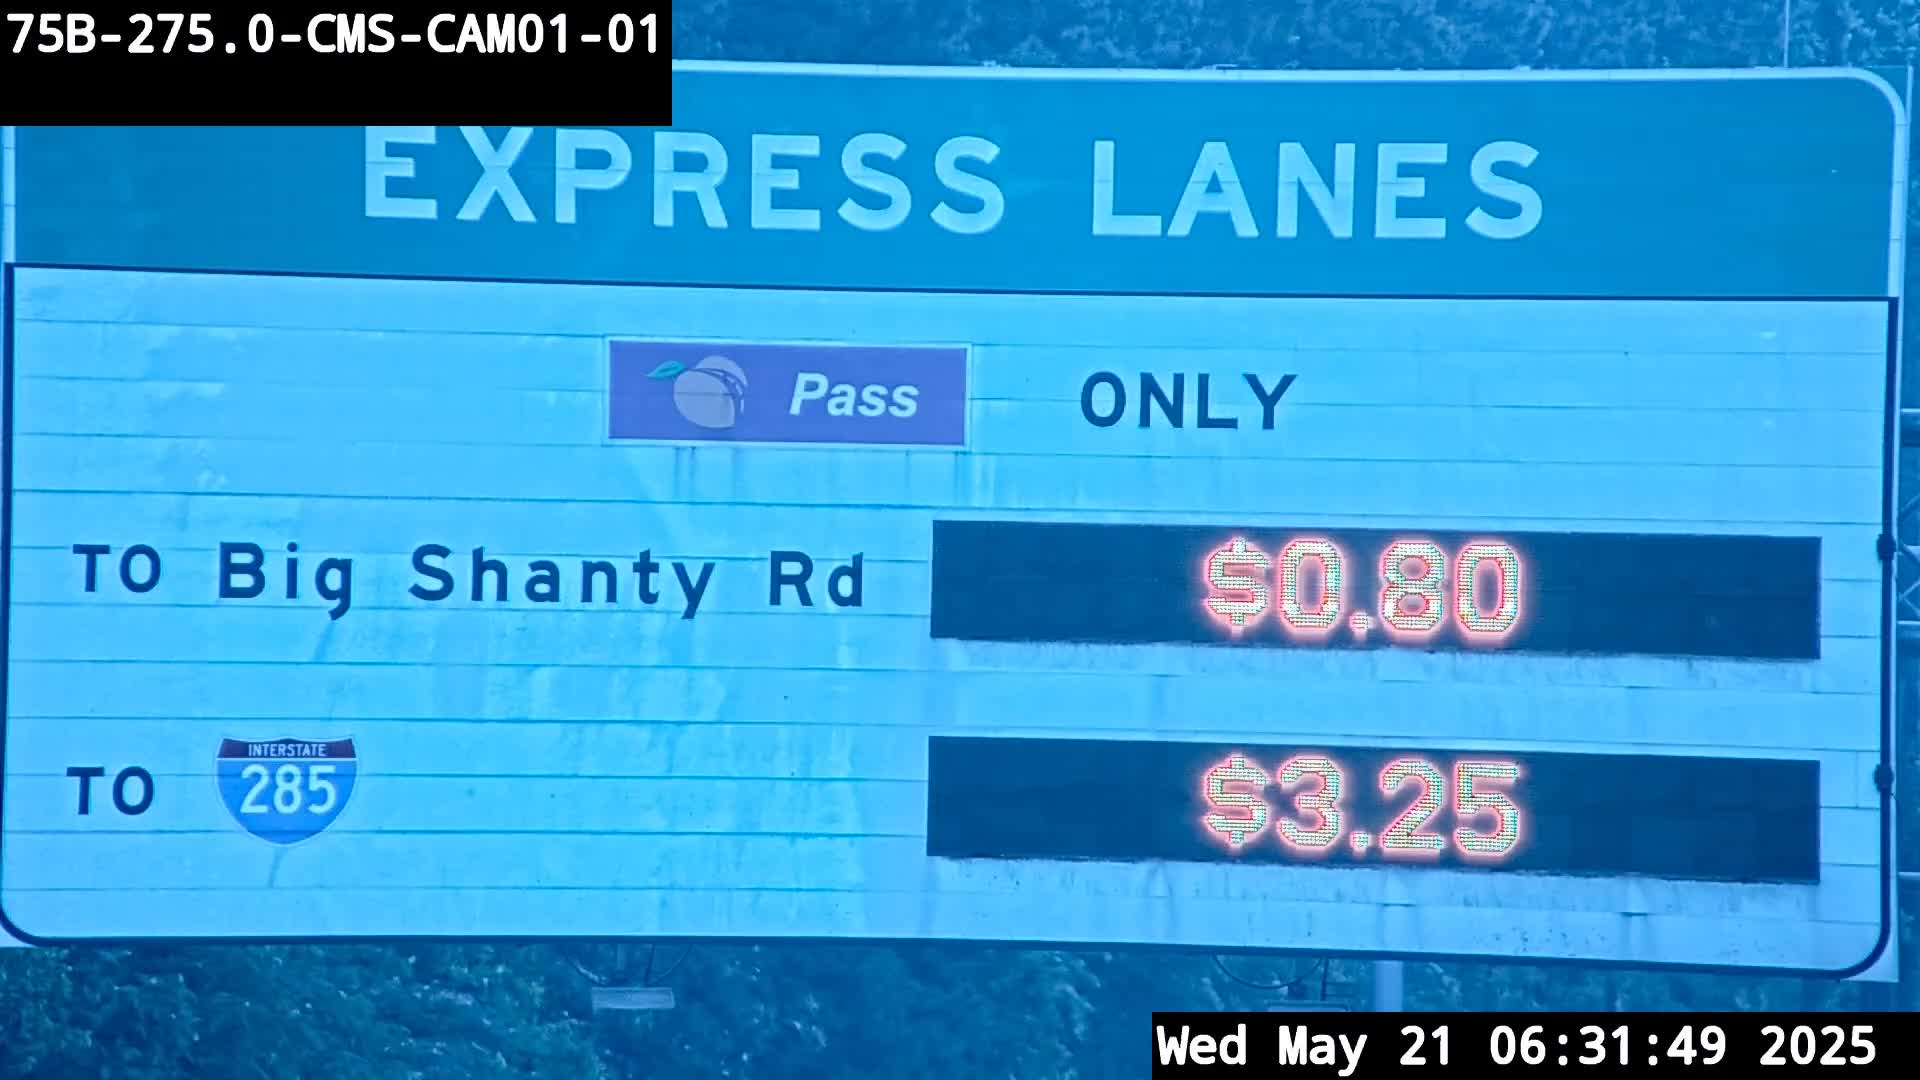 75B-275.0-CMS-CAM01-01
EXPRESS LANES
Pass ONLY
TO Big Shanty Rd $0.80
INTERSTATE
TO 285 $3.25
Wed May 21 06:31:49 2025